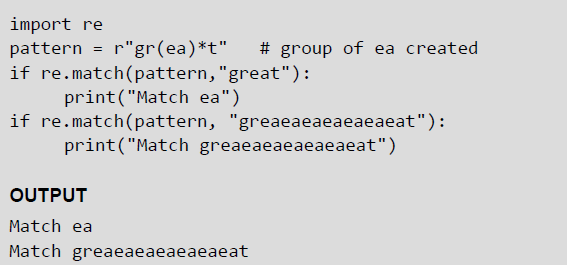 import re
pattern = r"gr(ea)*t"   # group of ea created
if re.match(pattern,"great"):
     print("Match ea")
if re.match(pattern, "greaeaeaeaeaeaeat"):
     print("Match greaeaeaeaeaeaeat")
OUTPUT
Match ea
Match greaeaeaeaeaeaeat